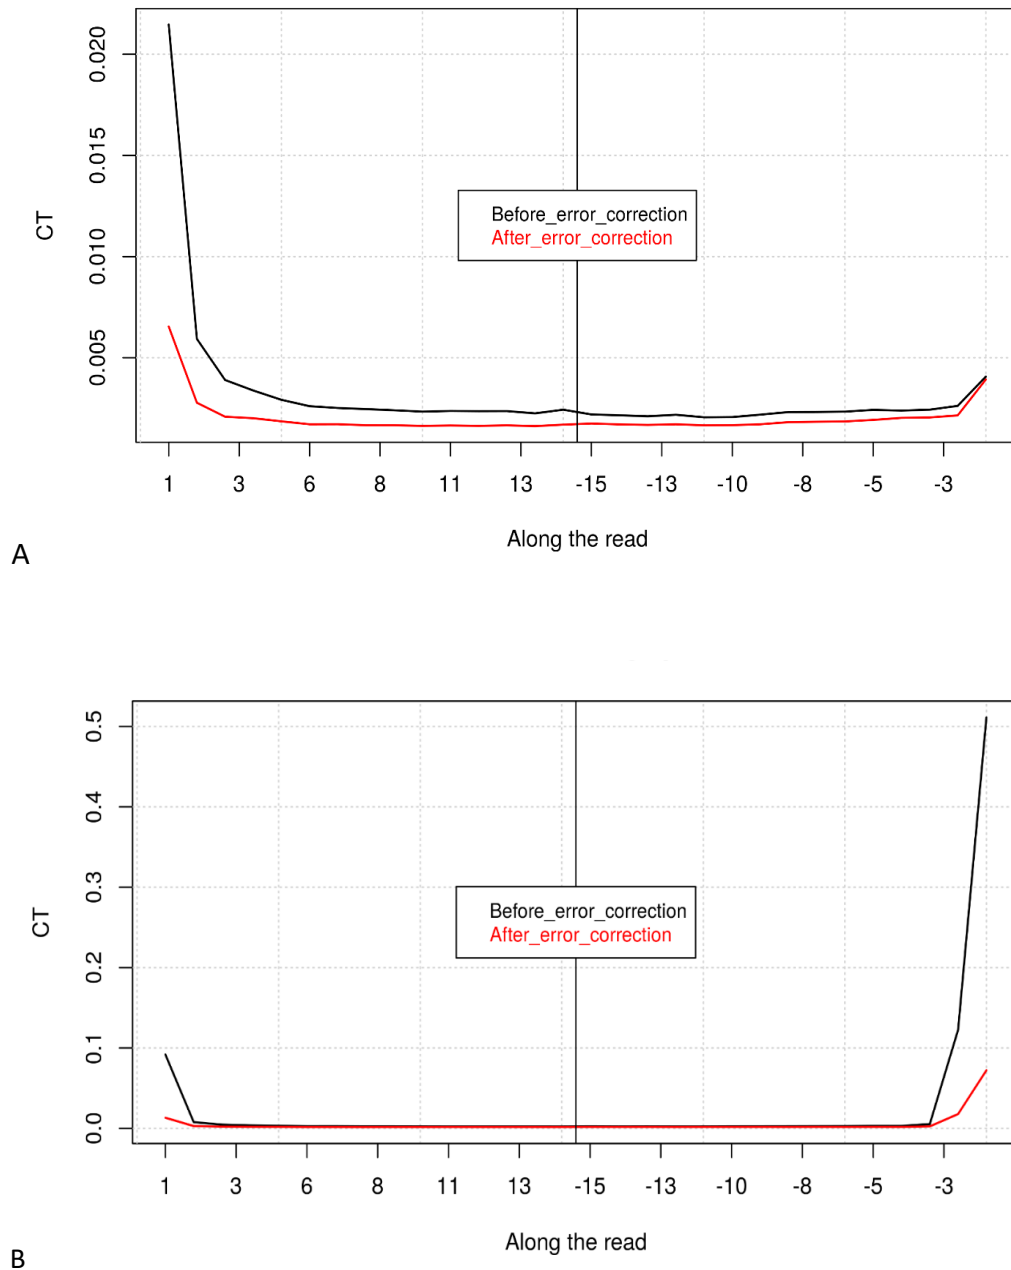 0.020
0.015
0.010
0.005
CT
Before_error_correction
After_error_correction
1 3 6 8 11 13 -15 -13 -10 -8 -5 -3
Along the read
A
0.5
0.4
0.3
0.2
0.1
0.0
CT
Before_error_correction
After_error_correction
1 3 6 8 11 13 -15 -13 -10 -8 -5 -3
Along the read
B